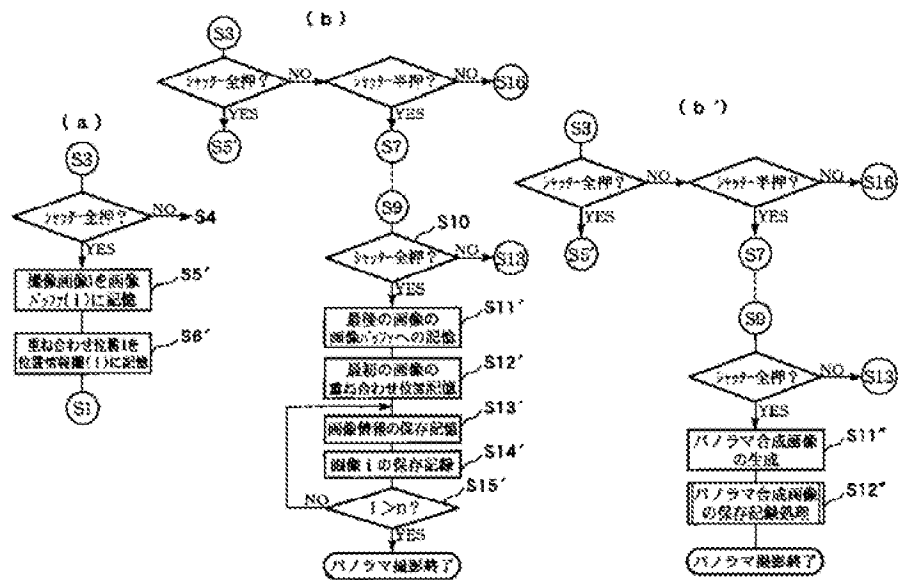 (a)
S3
シャッター全押?
NO
S4
YES
撮像画像iを画像
バッファ(i)に記憶
S5′
重ね合わせ位置iを
位置情報欄(i)に記憶
S6′
S1
(b)
S3
シャッター全押?
NO
シャッター半押?
NO
S16
YES
S5′
YES
S7
S9
S10
シャッター全押?
NO
S13
YES
最後の画像の
画像バッファへの記憶
S11′
最初の画像の
重ね合わせ位置記憶
S12′
画像情報の保存記憶
S13′
画像iの保存記録
S14′
i>n?
S15′
NO
YES
パノラマ撮影終了
(b′)
S3
シャッター全押?
NO
シャッター半押?
NO
S16
YES
S5′
YES
S7
シャッター全押?
NO
S13
YES
パノラマ合成画像
の生成
S11″
パノラマ合成画像
の保存記録処理
S12″
パノラマ撮影終了